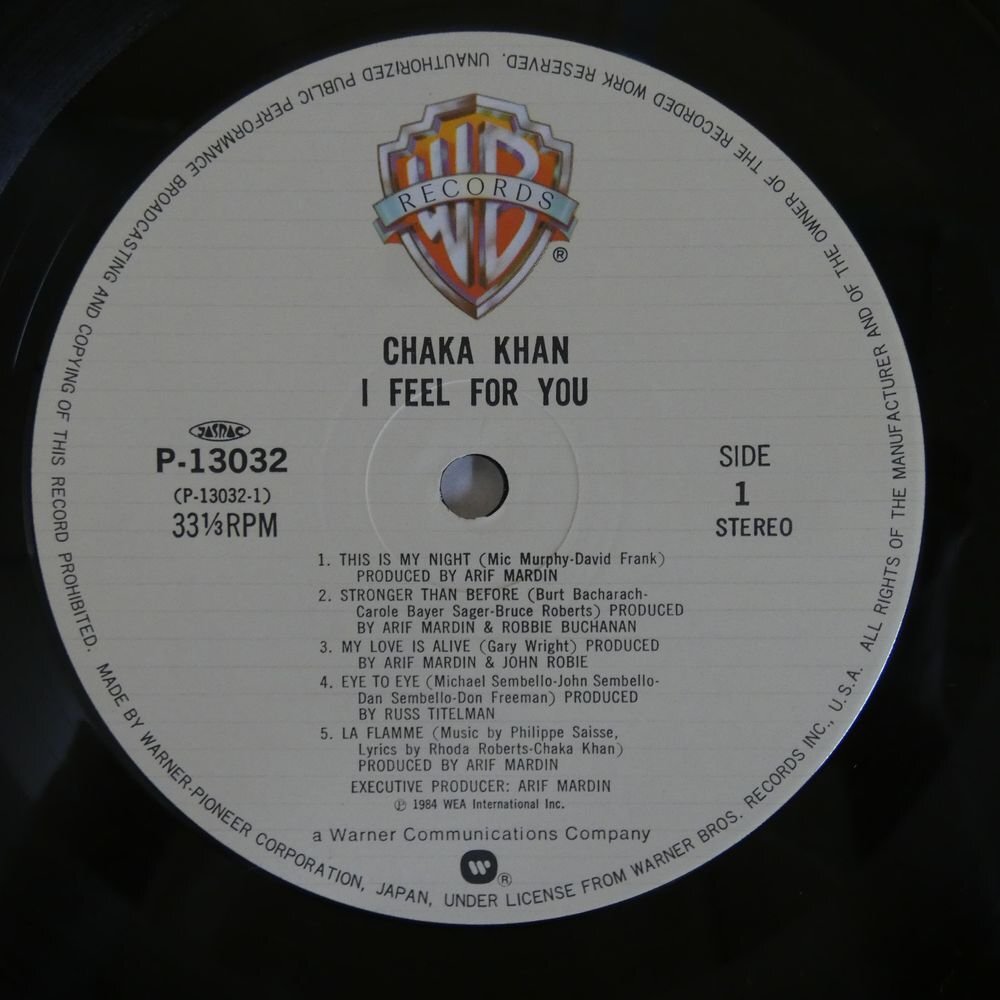 WB
RECORDS
®
CHAKA KHAN
I FEEL FOR YOU
JASRAC
P-13032
(P-13032-1)
33⅓RPM
SIDE
1
STEREO
1. THIS IS MY NIGHT (Mic Murphy-David Frank)
PRODUCED BY ARIF MARDIN
2. STRONGER THAN BEFORE (Burt Bacharach-
Carole Bayer Sager-Bruce Roberts) PRODUCED
BY ARIF MARDIN & ROBBIE BUCHANAN
3. MY LOVE IS ALIVE (Gary Wright) PRODUCED
BY ARIF MARDIN & JOHN ROBIE
4. EYE TO EYE (Michael Sembello-John Sembello-
Dan Sembello-Don Freeman) PRODUCED
BY RUSS TITELMAN
5. LA FLAMME (Music by Philippe Saisse,
Lyrics by Rhoda Roberts-Chaka Khan)
PRODUCED BY ARIF MARDIN
EXECUTIVE PRODUCER: ARIF MARDIN
℗ 1984 WEA International Inc.
a Warner Communications Company
W
®
MADE BY WARNER-PIONEER CORPORATION, JAPAN, UNDER LICENSE FROM WARNER BROS. RECORDS INC., U.S.A. ALL RIGHTS OF THE MANUFACTURER AND OF THE OWNER OF THE RECORDED WORK RESERVED. UNAUTHORIZED PUBLIC PERFORMANCE BROADCASTING AND COPYING OF THIS RECORD PROHIBITED.